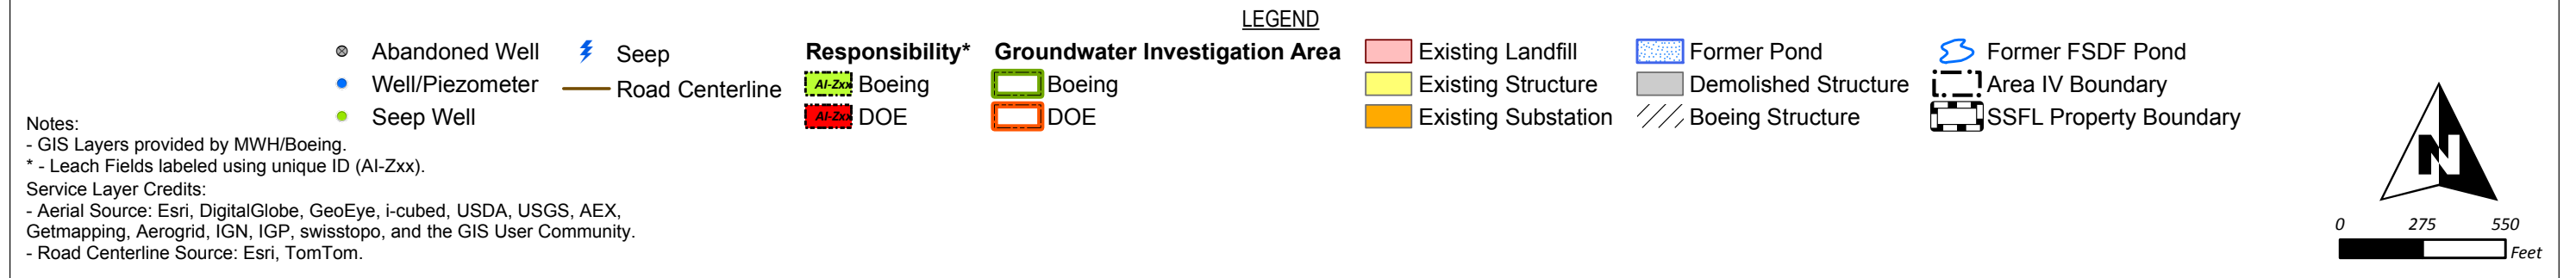 LEGEND
Abandoned Well
Well/Piezometer
Seep Well
Seep
Road Centerline
Responsibility*
AI-Zxx Boeing
AI-Zxx DOE
Groundwater Investigation Area
Boeing
DOE
Existing Landfill
Existing Structure
Existing Substation
Former Pond
Demolished Structure
Boeing Structure
Former FSDF Pond
Area IV Boundary
SSFL Property Boundary
Notes:
- GIS Layers provided by MWH/Boeing.
* - Leach Fields labeled using unique ID (AI-Zxx).
Service Layer Credits:
- Aerial Source: Esri, DigitalGlobe, GeoEye, i-cubed, USDA, USGS, AEX,
Getmapping, Aerogrid, IGN, IGP, swisstopo, and the GIS User Community.
- Road Centerline Source: Esri, TomTom.
N
0 275 550
Feet